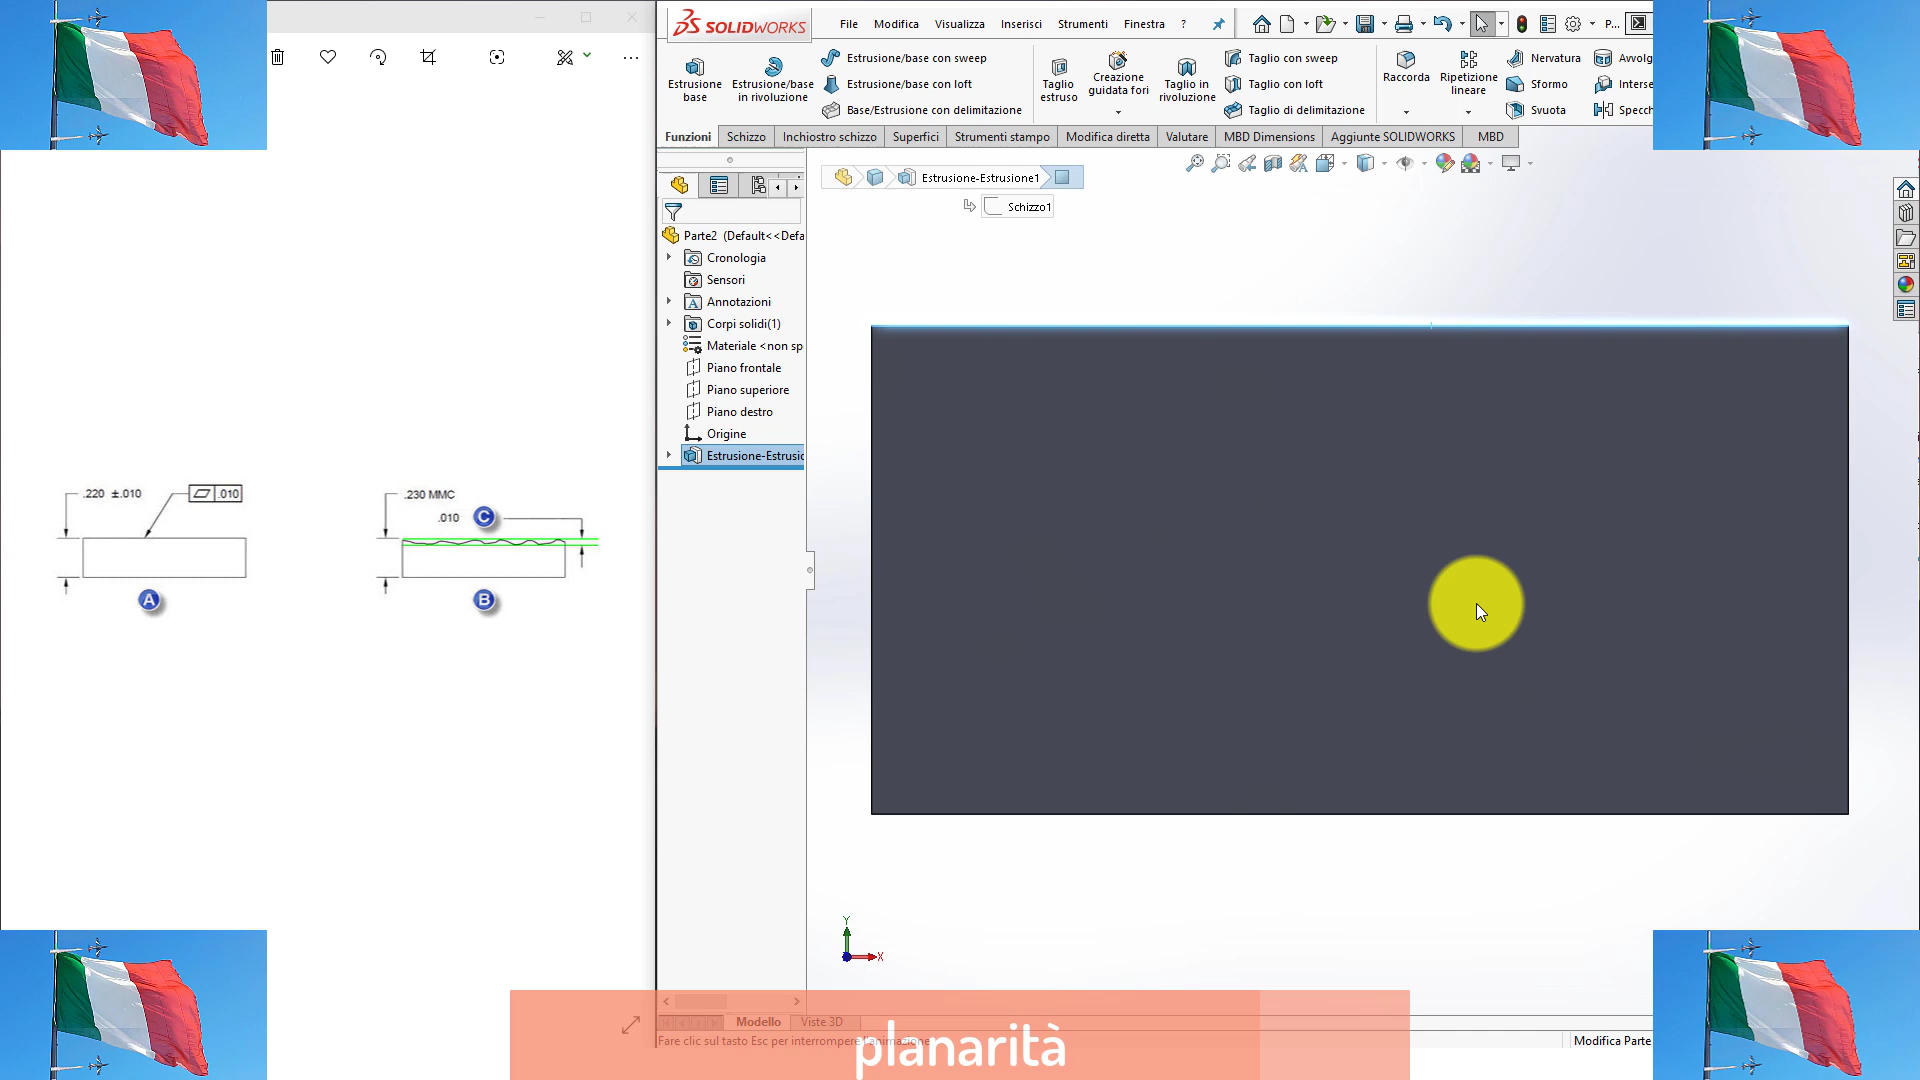 SOLIDWORKS
File Modifica Visualizza Inserisci Strumenti Finestra ? P...
Estrusione base
Estrusione/base in rivoluzione
Estrusione/base con sweep
Estrusione/base con loft
Base/Estrusione con delimitazione
Taglio estruso
Creazione guidata fori
Taglio in rivoluzione
Taglio con sweep
Taglio con loft
Taglio di delimitazione
Raccorda
Ripetizione lineare
Nervatura
Sformo
Svuota
Avvolg
Interse
Specch
Funzioni Schizzo Inchiostro schizzo Superfici Strumenti stampo Modifica diretta Valutare MBD Dimensions Aggiunte SOLIDWORKS MBD
Estrusione-Estrusione1
Schizzo1
Parte2 (Default<<Defa
Cronologia
Sensori
A Annotazioni
Corpi solidi(1)
Materiale <non sp
Piano frontale
Piano superiore
Piano destro
Origine
Estrusione-Estrusic
.220 ±.010
.010
A
.230 MMC
.010
C
B
Y
X
Modello Viste 3D
Fare clic sul tasto Esc per interrompere l'animazione
Modifica Parte
planarità